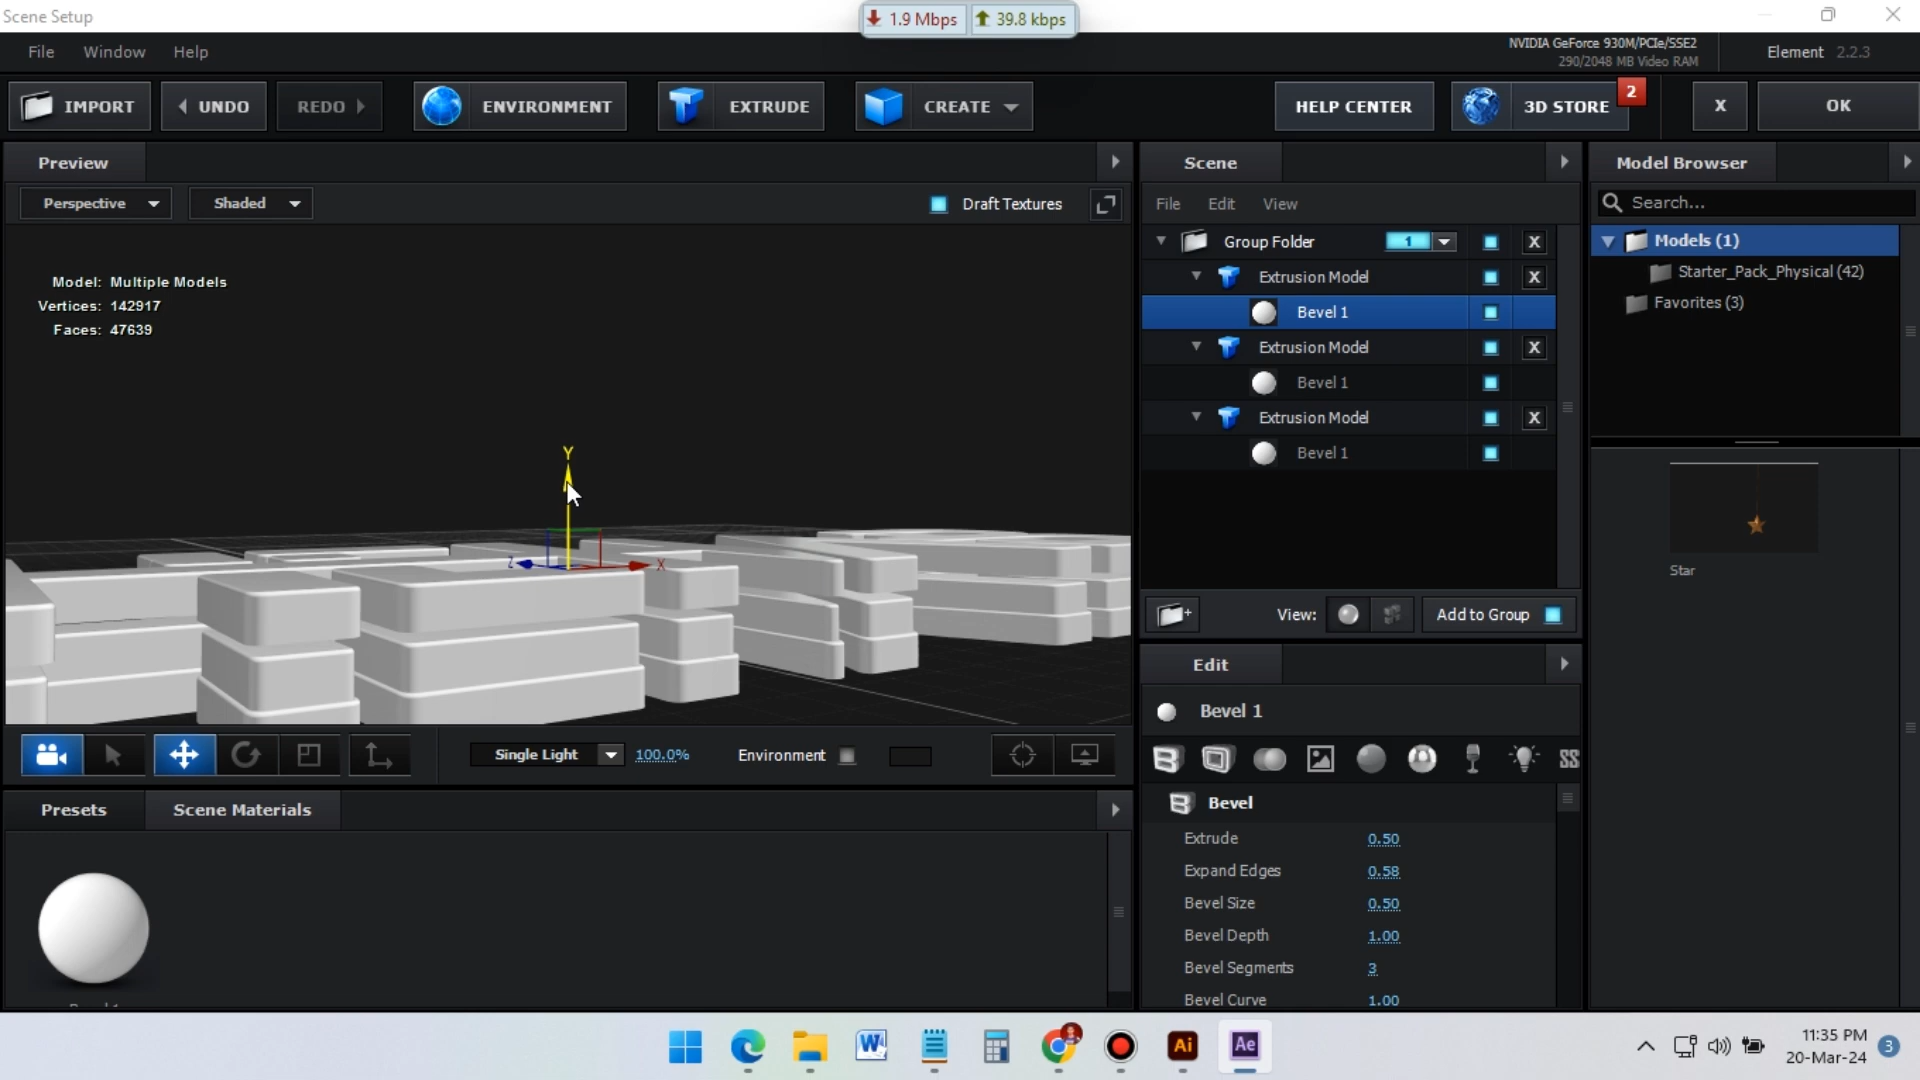 Scene Setup
1.9 Mbps 39.8 kbps
File Window Help
NVIDIA GeForce 930M/PCIe/SSE2
290/2048 MB Video RAM
Element 2.2.3
IMPORT UNDO REDO ENVIRONMENT EXTRUDE CREATE HELP CENTER 3D STORE 2 X OK
Preview
Perspective Shaded Draft Textures
Model: Multiple Models
Vertices: 142917
Faces: 47639
Y
Z X
Single Light 100.0% Environment
Presets Scene Materials
Scene
File Edit View
Group Folder 1 X
Extrusion Model X
Bevel 1
Extrusion Model X
Bevel 1
Extrusion Model X
Bevel 1
View: Add to Group
Edit
Bevel 1
Bevel
Extrude 0.50
Expand Edges 0.58
Bevel Size 0.50
Bevel Depth 1.00
Bevel Segments 3
Bevel Curve 1.00
Model Browser
Search...
Models (1)
Starter_Pack_Physical (42)
Favorites (3)
Star
Ai Ae
11:35 PM
20-Mar-24
3